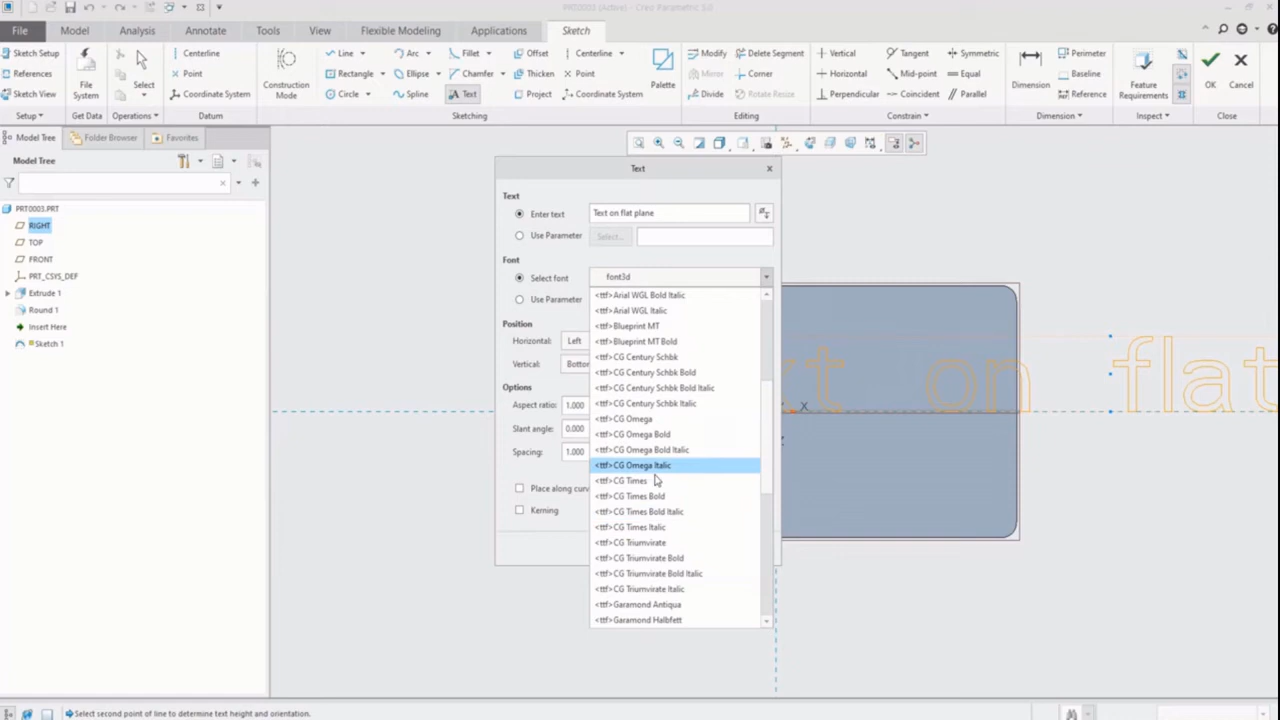 PRT0003 (Active) - Creo Parametric 5.0
File Model Analysis Annotate Tools View Flexible Modeling Applications Sketch
Sketch Setup
References
Sketch View
Setup
File System
Get Data
Select
Operations
Centerline
Point
Coordinate System
Datum
Construction Mode
Line Arc Fillet Offset Centerline
Rectangle Ellipse Chamfer Thicken Point
Circle Spline Text Project Coordinate System
Palette
Sketching
Modify Delete Segment
Mirror Corner
Divide Rotate Resize
Editing
Vertical Tangent Symmetric
Horizontal Mid-point Equal
Perpendicular Coincident Parallel
Constrain
Dimension
Perimeter
Baseline
Reference
Dimension
Feature Requirements
Inspect
OK Cancel
Close
Model Tree Folder Browser Favorites
Model Tree
PRT0003.PRT
RIGHT
TOP
FRONT
PRT_CSYS_DEF
Extrude 1
Round 1
Insert Here
Sketch 1
Text
Text
Enter text Text on flat plane
Use Parameter Select...
Font
Select font font3d
Use Parameter
Position
Horizontal: Left
Vertical: Bottom
Options
Aspect ratio: 1.000
Slant angle: 0.000
Spacing: 1.000
Place along curv
Kerning
<ttf>Arial WGL Bold Italic
<ttf>Arial WGL Italic
<ttf>Blueprint MT
<ttf>Blueprint MT Bold
<ttf>CG Century Schbk
<ttf>CG Century Schbk Bold
<ttf>CG Century Schbk Bold Italic
<ttf>CG Century Schbk Italic
<ttf>CG Omega
<ttf>CG Omega Bold
<ttf>CG Omega Bold Italic
<ttf>CG Omega Italic
<ttf>CG Times
<ttf>CG Times Bold
<ttf>CG Times Bold Italic
<ttf>CG Times Italic
<ttf>CG Triumvirate
<ttf>CG Triumvirate Bold
<ttf>CG Triumvirate Bold Italic
<ttf>CG Triumvirate Italic
<ttf>Garamond Antiqua
<ttf>Garamond Halbfett
xt on flat
X
Select second point of line to determine text height and orientation.